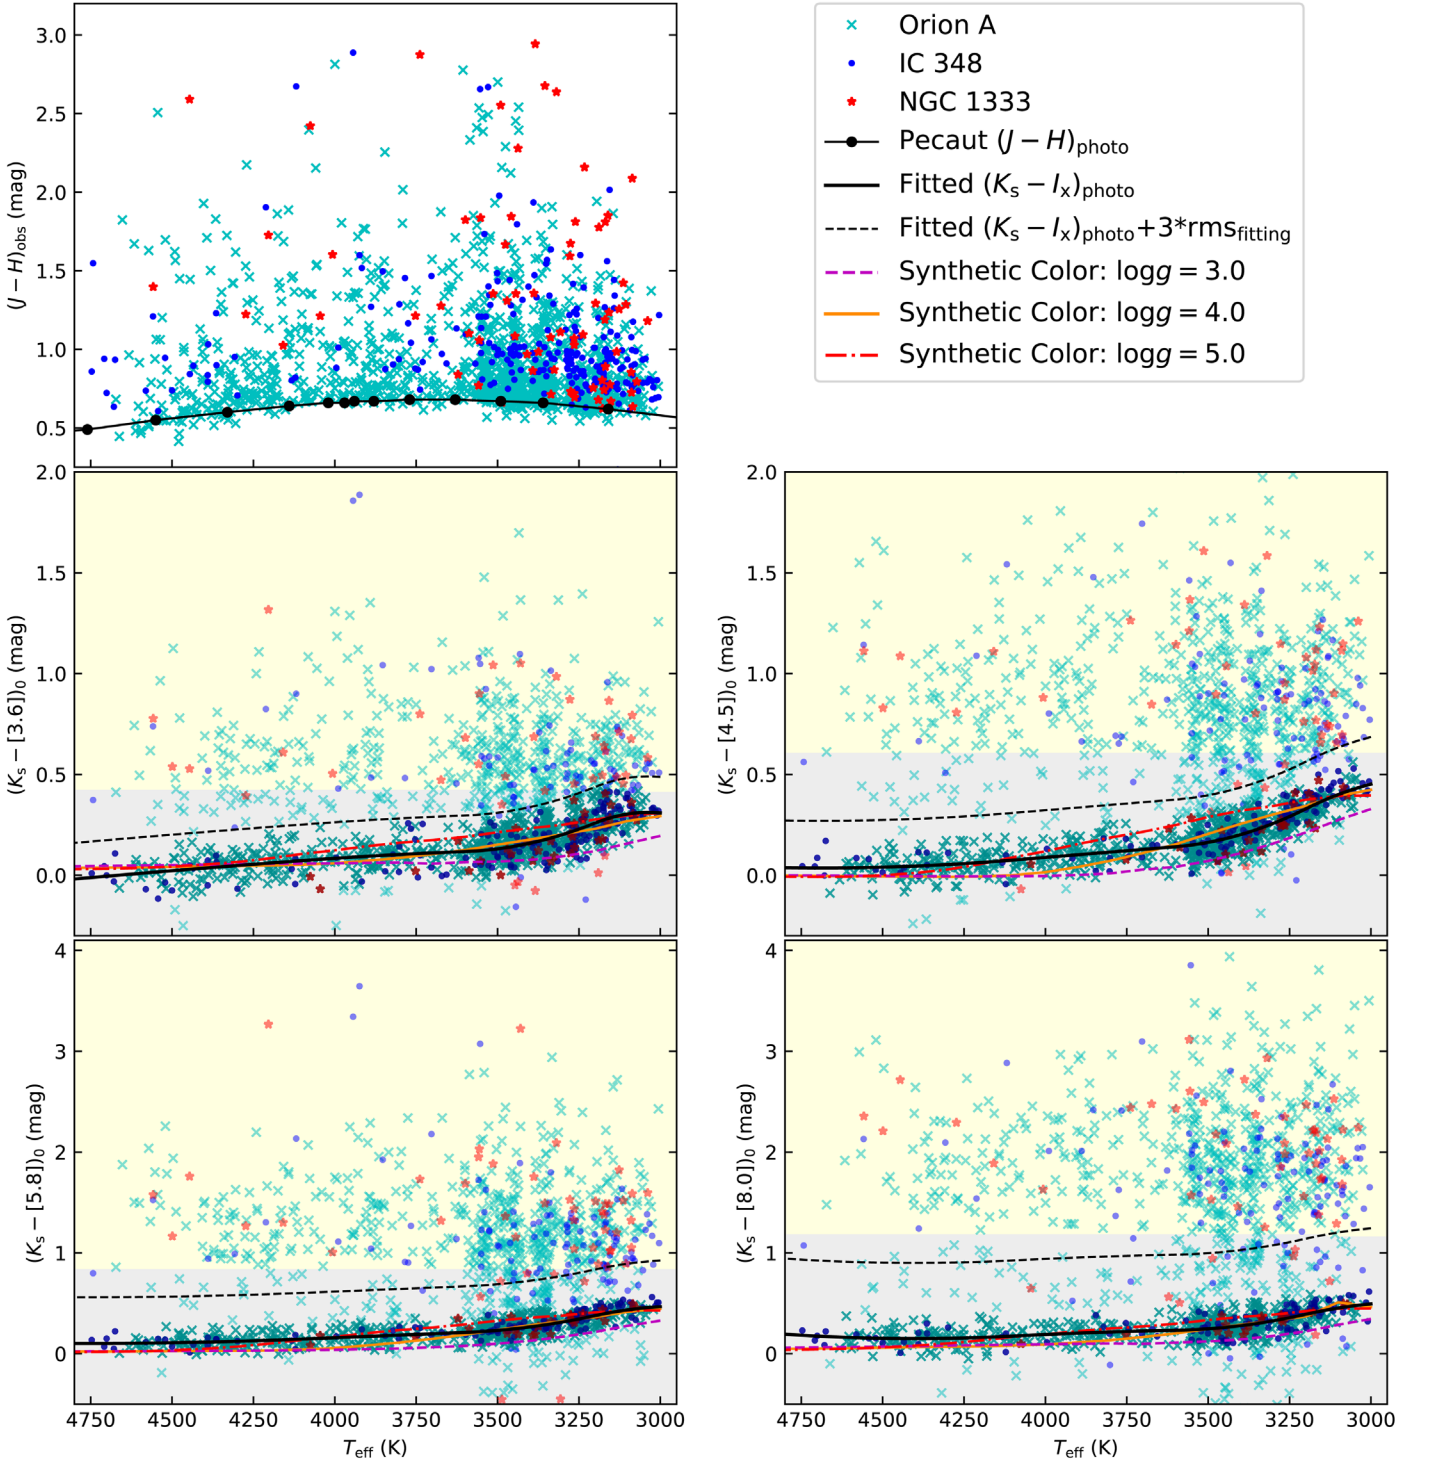 3.0
2.5
2.0
1.5
1.0
0.5
(J − H)obs (mag)
Orion A
IC 348
NGC 1333
Pecaut (J − H)photo
Fitted (Ks − Ix)photo
Fitted (Ks − Ix)photo+3*rmsfitting
Synthetic Color: logg = 3.0
Synthetic Color: logg = 4.0
Synthetic Color: logg = 5.0
2.0
1.5
1.0
0.5
0.0
(Ks − [3.6])0 (mag)
2.0
1.5
1.0
0.5
0.0
(Ks − [4.5])0 (mag)
4
3
2
1
0
(Ks − [5.8])0 (mag)
4750 4500 4250 4000 3750 3500 3250 3000
Teff (K)
4
3
2
1
0
(Ks − [8.0])0 (mag)
4750 4500 4250 4000 3750 3500 3250 3000
Teff (K)